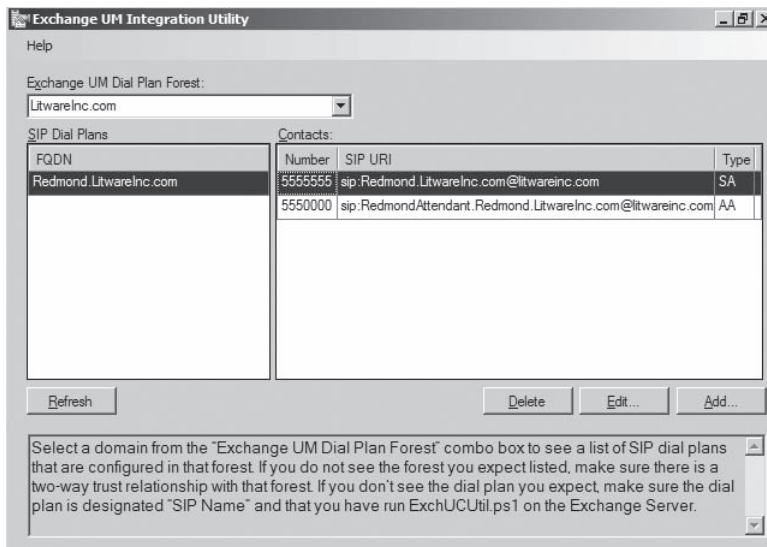 Exchange UM Integration Utility
Help
Exchange UM Dial Plan Forest:
LitwareInc.com
SIP Dial Plans
Contacts:
FQDN
Number SIP URI Type
Redmond.LitwareInc.com
5555555 sip:Redmond.LitwareInc.com@litwareinc.com SA
5550000 sip:RedmondAttendant.Redmond.LitwareInc.com@litwareinc.com AA
Refresh
Delete
Edit...
Add...
Select a domain from the "Exchange UM Dial Plan Forest" combo box to see a list of SIP dial plans
that are configured in that forest. If you do not see the forest you expect listed, make sure there is a
two-way trust relationship with that forest. If you don't see the dial plan you expect, make sure the dial
plan is designated "SIP Name" and that you have run ExchUCUtil.ps1 on the Exchange Server.